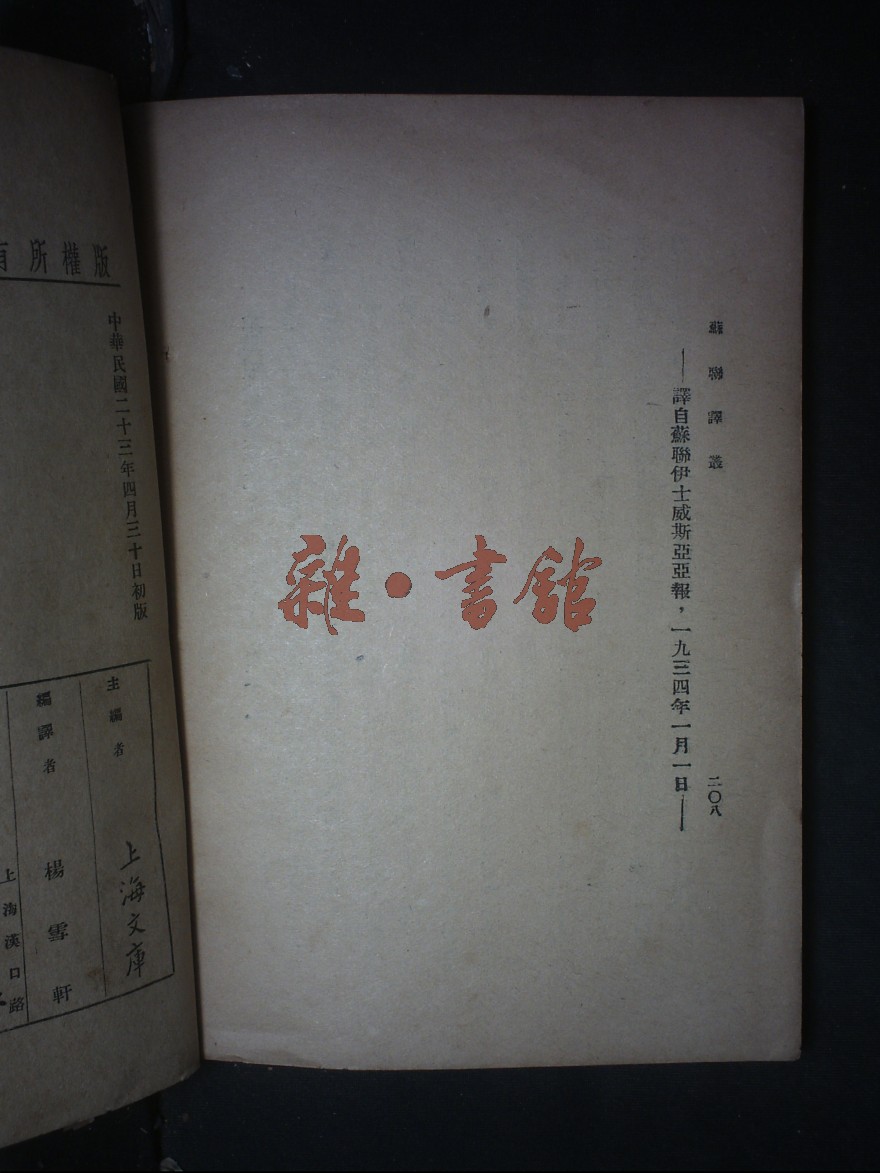 蘇聯譯叢
二〇八
——譯自蘇聯伊士威斯亞亞報，一九三四年一月一日——
雜·書館
版權所有
中華民國二十三年四月三十日初版
主編者
上海文庫
編譯者
楊雪軒
上海漢口路